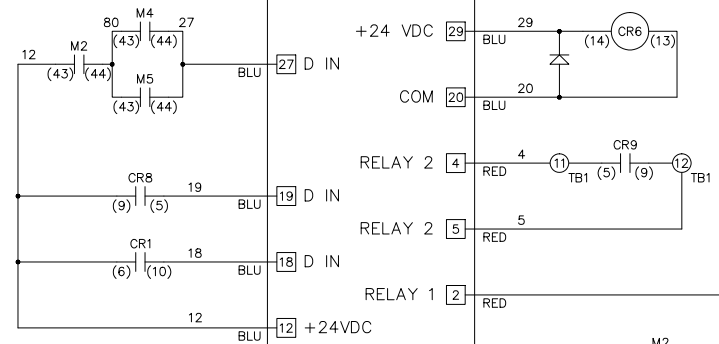 80 M4 27
(43) (44)
12 M2
(43) (44)
M5
(43) (44)
BLU 27 D IN
CR8
(9) (5)
19
BLU 19 D IN
CR1
(6) (10)
18
BLU 18 D IN
12
BLU 12 +24VDC
+24 VDC 29 29
BLU
(14) CR6 (13)
COM 20 20
BLU
RELAY 2 4 4
RED
11 TB1
CR9
(5) (9)
12 TB1
RELAY 2 5 5
RED
RELAY 1 2
RED
M2